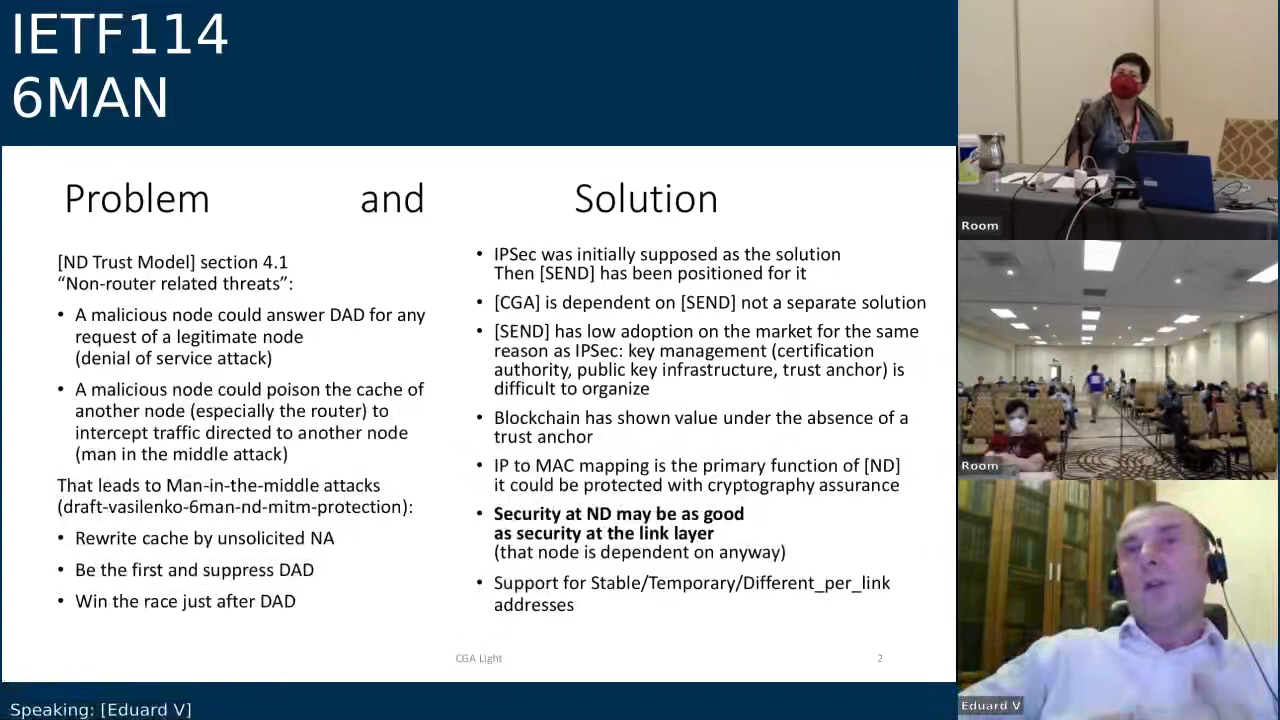 IETF114
6MAN
Problem and Solution
[ND Trust Model] section 4.1
“Non-router related threats”:
• A malicious node could answer DAD for any
request of a legitimate node
(denial of service attack)
• A malicious node could poison the cache of
another node (especially the router) to
intercept traffic directed to another node
(man in the middle attack)
That leads to Man-in-the-middle attacks
(draft-vasilenko-6man-nd-mitm-protection):
• Rewrite cache by unsolicited NA
• Be the first and suppress DAD
• Win the race just after DAD
• IPSec was initially supposed as the solution
Then [SEND] has been positioned for it
• [CGA] is dependent on [SEND] not a separate solution
• [SEND] has low adoption on the market for the same
reason as IPSec: key management (certification
authority, public key infrastructure, trust anchor) is
difficult to organize
• Blockchain has shown value under the absence of a
trust anchor
• IP to MAC mapping is the primary function of [ND]
it could be protected with cryptography assurance
• Security at ND may be as good
as security at the link layer
(that node is dependent on anyway)
• Support for Stable/Temporary/Different_per_link
addresses
CGA Light
2
Speaking: [Eduard V]
Room
Room
Eduard V